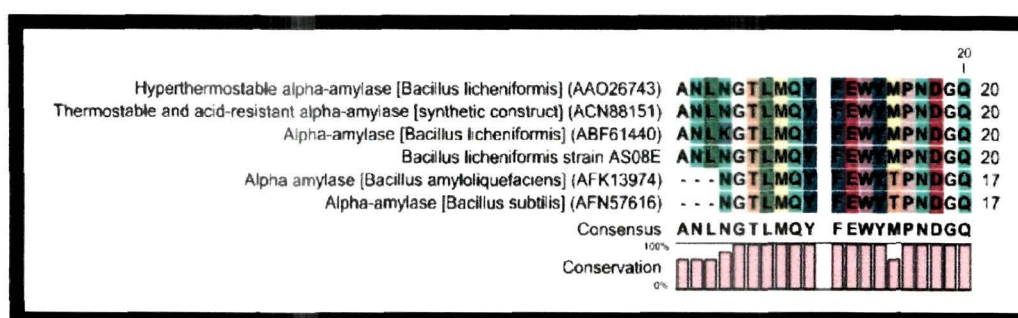 20
Hyperthermostable alpha-amylase [Bacillus licheniformis] (AAO26743) ANLNGTLMQY FEWYMPNDGQ 20
Thermostable and acid-resistant alpha-amylase [synthetic construct] (ACN88151) ANLNGTLMQY FEWYMPNDGQ 20
Alpha-amylase [Bacillus licheniformis] (ABF61440) ANLKGTLMQY FEWYMPNDGQ 20
Bacillus licheniformis strain AS08E ANLNGTLMQY FEWYMPNDGQ 20
Alpha amylase [Bacillus amyloliquefaciens] (AFK13974) - - - NGTLMQY FEWYTPNDGQ 17
Alpha-amylase [Bacillus subtilis] (AFN57616) - - - NGTLMQY FEWYTPNDGQ 17
Consensus ANLNGTLMQY FEWYMPNDGQ
100%
Conservation
0%